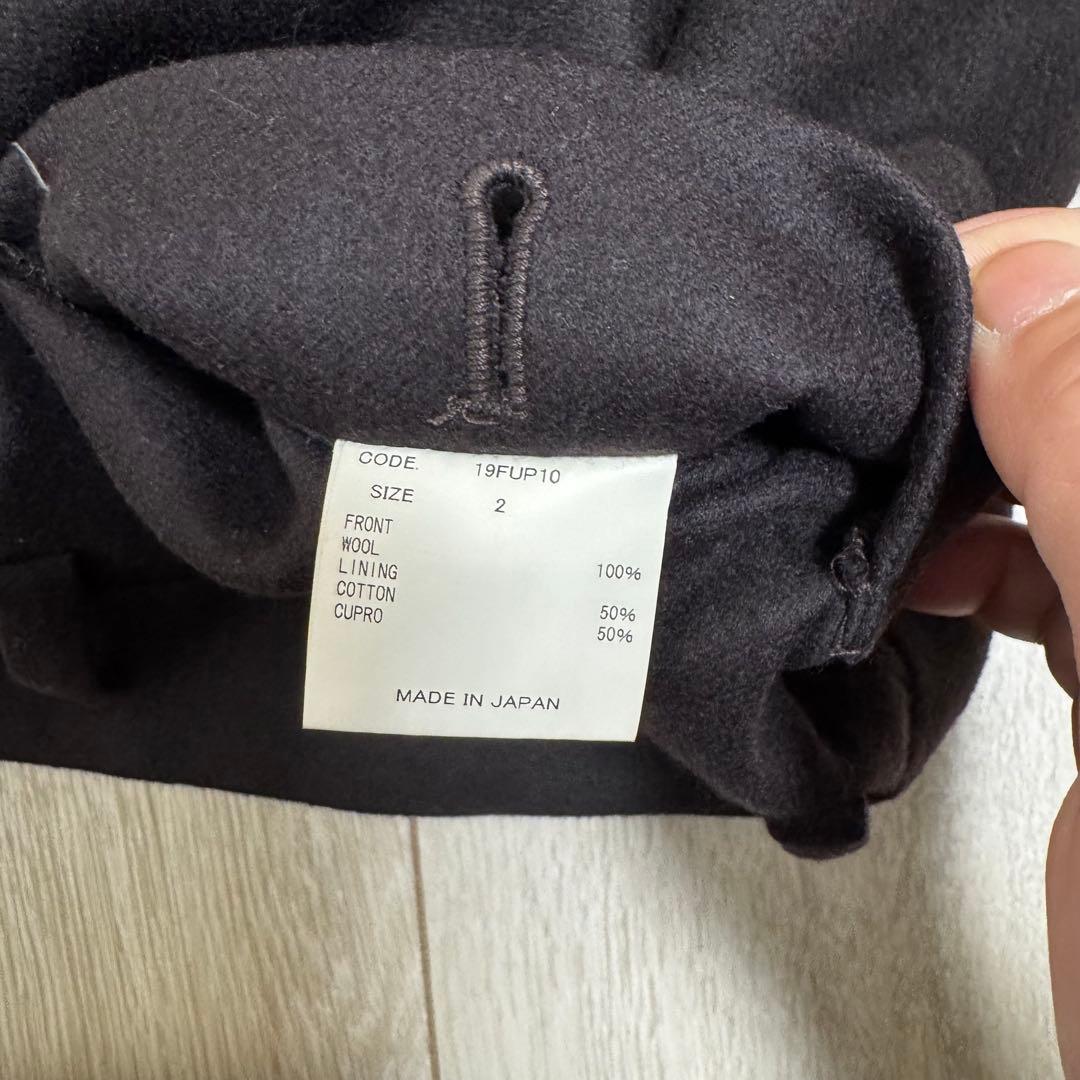 CODE. 19FUP10
SIZE 2
FRONT
WOOL 100%
LINING
COTTON 50%
CUPRO 50%
MADE IN JAPAN